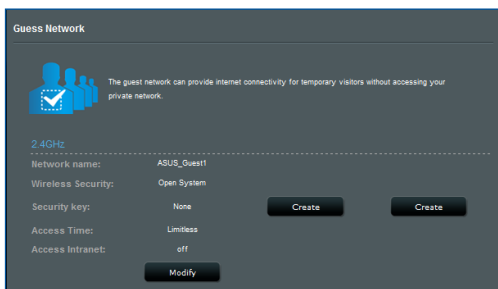 Guess Network
The guest network can provide internet connectivity for temporary visitors without accessing your
private network.
2.4GHz
Network name: ASUS_Guest1
Wireless Security: Open System
Security key: None Create Create
Access Time: Limitless
Access Intranet: off
Modify